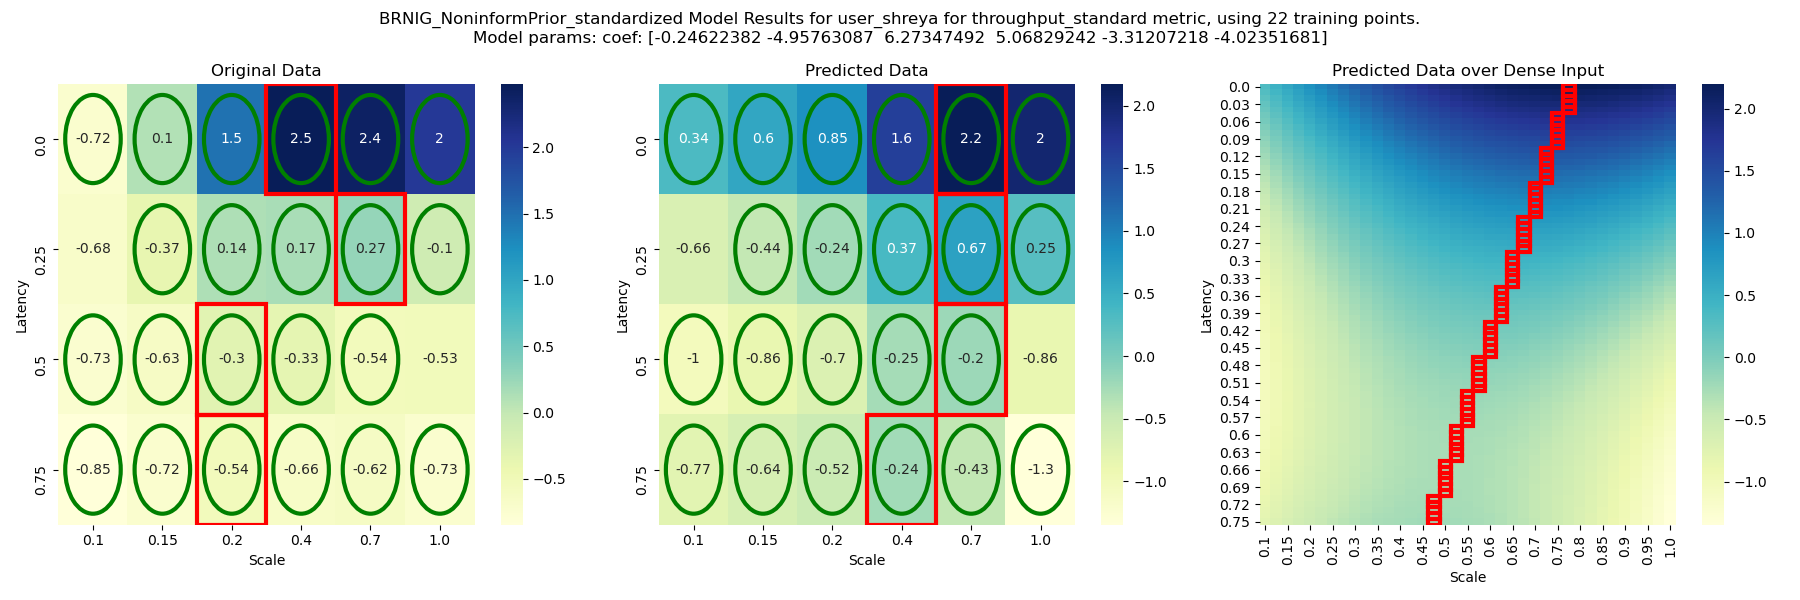 BRNIG_NoninformPrior_standardized Model Results for user_shreya for throughput_standard metric, using 22 training points.
Model params: coef: [-0.24622382 -4.95763087  6.27347492  5.06829242 -3.31207218 -4.02351681]
Original Data
Latency
0.0
0.25
0.5
0.75
-0.72 0.1 1.5 2.5 2.4 2
-0.68 -0.37 0.14 0.17 0.27 -0.1
-0.73 -0.63 -0.3 -0.33 -0.54 -0.53
-0.85 -0.72 -0.54 -0.66 -0.62 -0.73
0.1 0.15 0.2 0.4 0.7 1.0
Scale
2.0
1.5
1.0
0.5
0.0
−0.5
Predicted Data
Latency
0.0
0.25
0.5
0.75
0.34 0.6 0.85 1.6 2.2 2
-0.66 -0.44 -0.24 0.37 0.67 0.25
-1 -0.86 -0.7 -0.25 -0.2 -0.86
-0.77 -0.64 -0.52 -0.24 -0.43 -1.3
0.1 0.15 0.2 0.4 0.7 1.0
Scale
2.0
1.5
1.0
0.5
0.0
−0.5
−1.0
Predicted Data over Dense Input
Latency
0.0
0.03
0.06
0.09
0.12
0.15
0.18
0.21
0.24
0.27
0.3
0.33
0.36
0.39
0.42
0.45
0.48
0.51
0.54
0.57
0.6
0.63
0.66
0.69
0.72
0.75
0.1 0.15 0.2 0.25 0.3 0.35 0.4 0.45 0.5 0.55 0.6 0.65 0.7 0.75 0.8 0.85 0.9 0.95 1.0
Scale
2.0
1.5
1.0
0.5
0.0
−0.5
−1.0